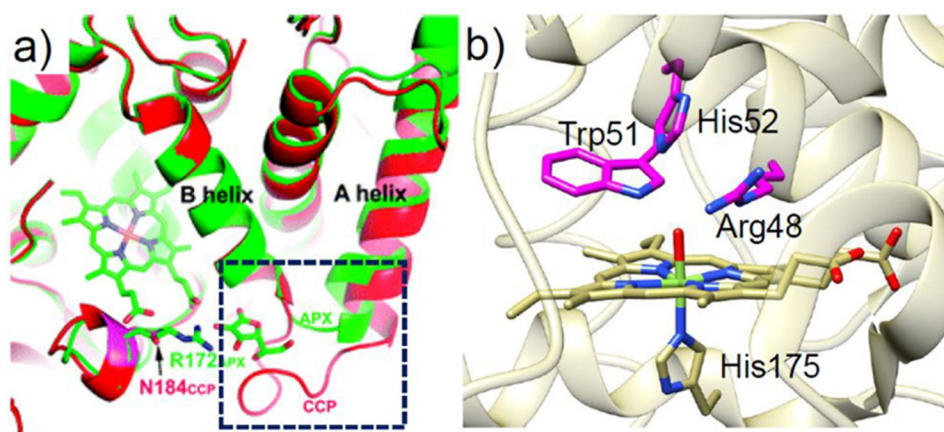 a)
B helix
A helix
APX
R172APX
N184CCP
CCP
b)
Trp51
His52
Arg48
His175